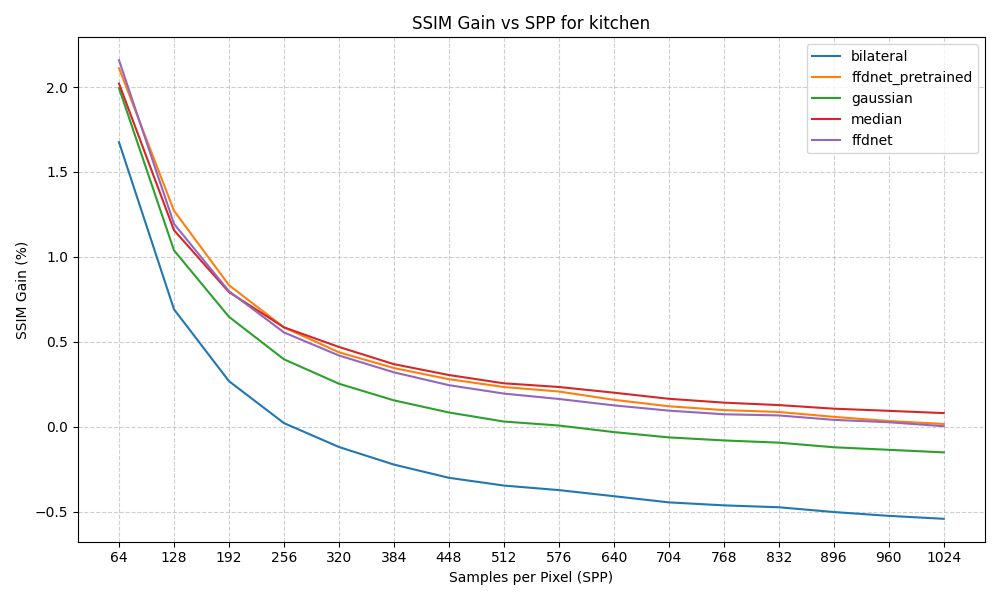 SSIM Gain vs SPP for kitchen
bilateral
ffdnet_pretrained
gaussian
median
ffdnet
SSIM Gain (%)
2.0
1.5
1.0
0.5
0.0
−0.5
64 128 192 256 320 384 448 512 576 640 704 768 832 896 960 1024
Samples per Pixel (SPP)